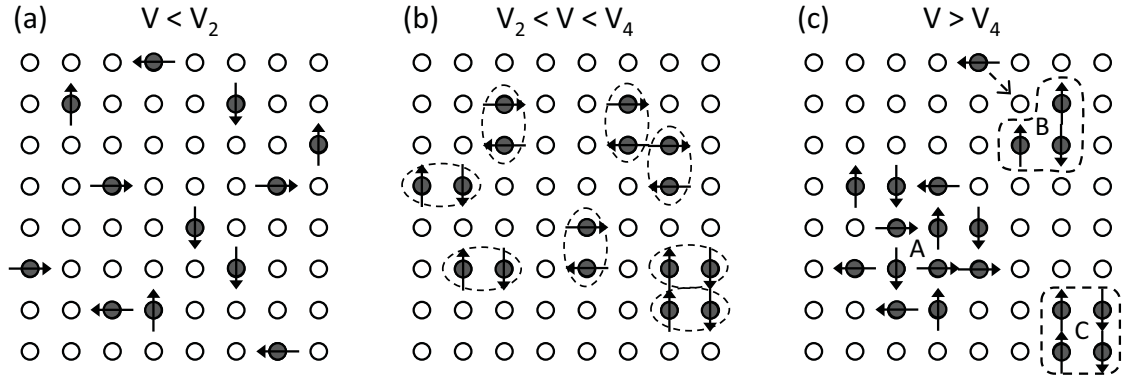 (a) V < V₂
(b) V₂ < V < V₄
(c) V > V₄
B
A
C